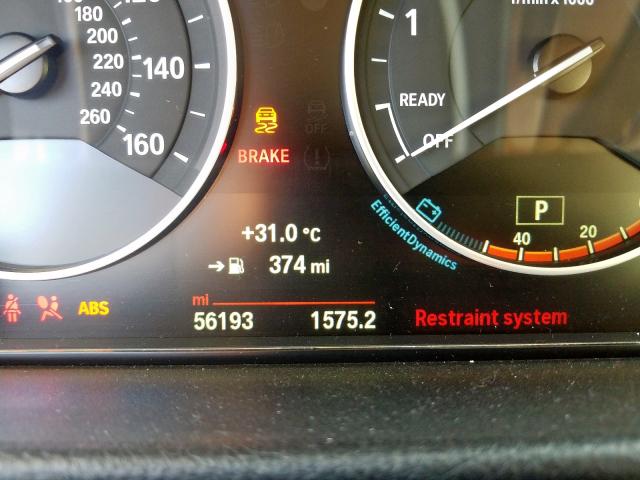 180
200
220
240
260
140
160
1
READY
OFF
OFF
BRAKE
P
40
20
EfficientDynamics
+31.0 °C
374 mi
mi
56193
1575.2
ABS
Restraint system